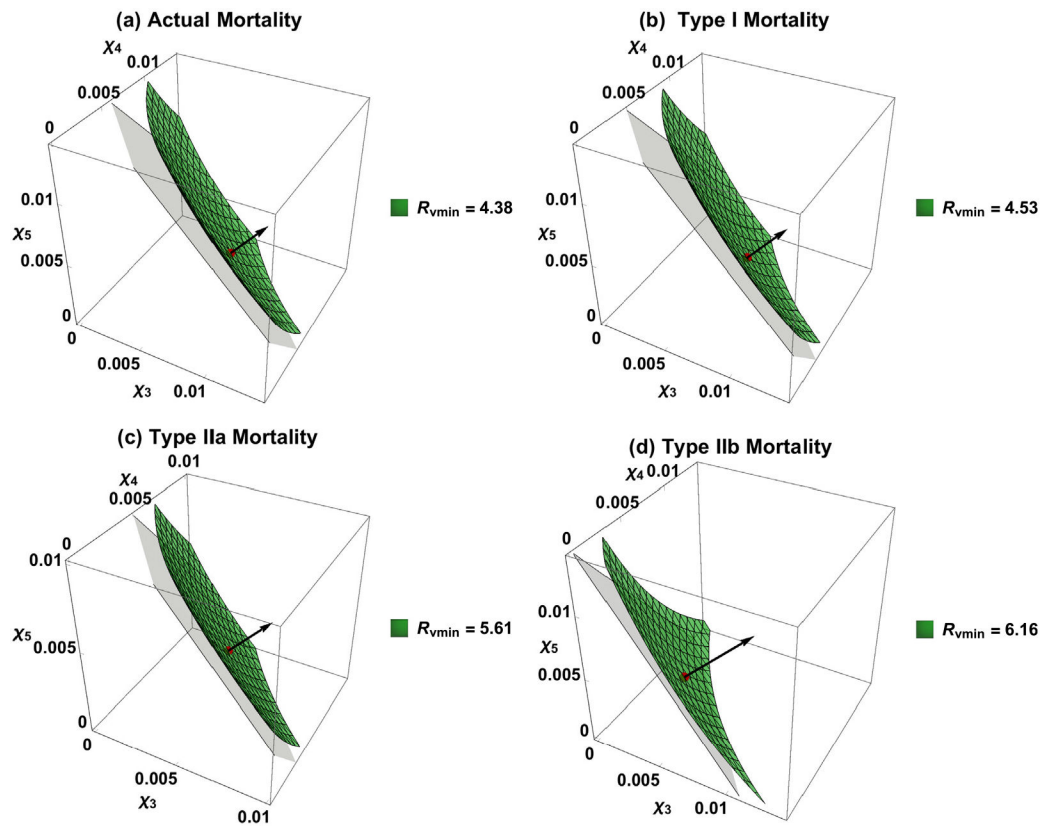 (a) Actual Mortality
χ4
0.01
0.005
0
0.01
χ5
0.005
0
0
0.005
χ3
0.01
Rvmin = 4.38
(b) Type I Mortality
χ4
0.01
0.005
0
0.01
χ5
0.005
0
0
0.005
χ3
0.01
Rvmin = 4.53
(c) Type IIa Mortality
0.01
χ4
0.005
0
0.01
χ5
0.005
0
0
0.005
χ3
0.01
Rvmin = 5.61
(d) Type IIb Mortality
χ4
0.01
0.005
0
0.01
χ5
0.005
0
0
0.005
χ3
0.01
Rvmin = 6.16